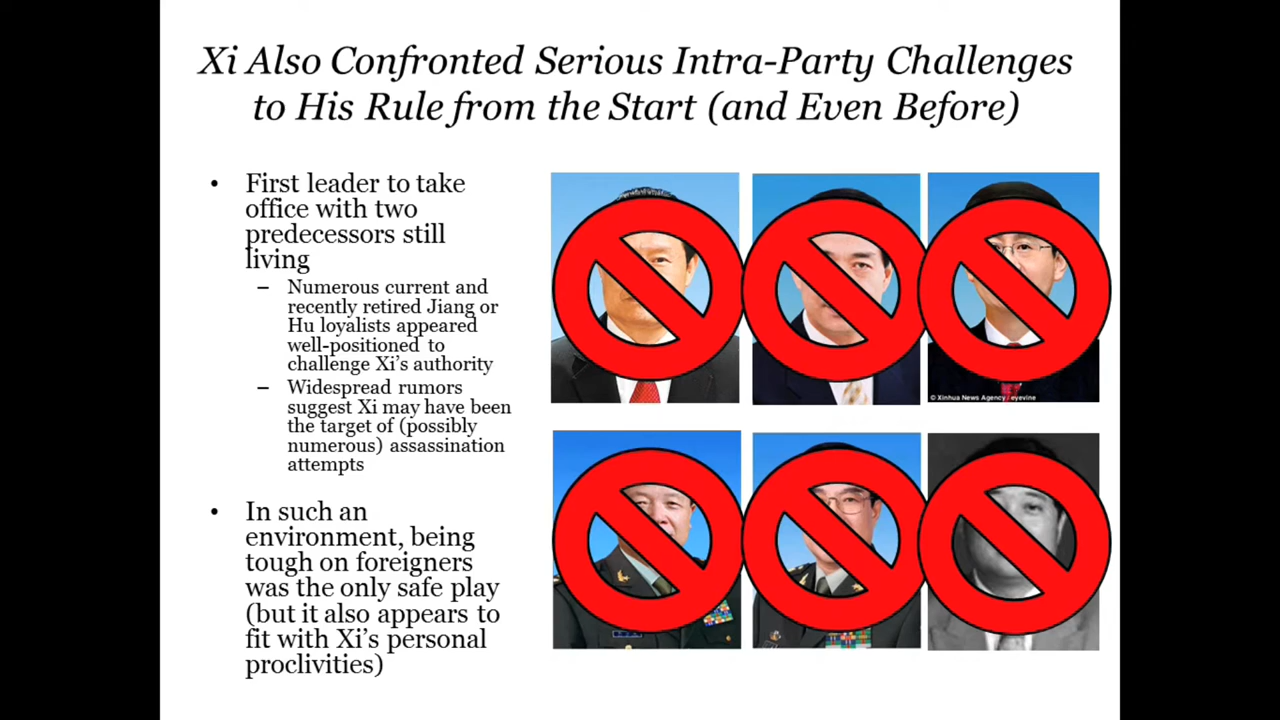 Xi Also Confronted Serious Intra-Party Challenges
to His Rule from the Start (and Even Before)
• First leader to take
office with two
predecessors still
living
– Numerous current and
recently retired Jiang or
Hu loyalists appeared
well-positioned to
challenge Xi's authority
– Widespread rumors
suggest Xi may have been
the target of (possibly
numerous) assassination
attempts
• In such an
environment, being
tough on foreigners
was the only safe play
(but it also appears to
fit with Xi's personal
proclivities)
© Xinhua News Agency / eyevine